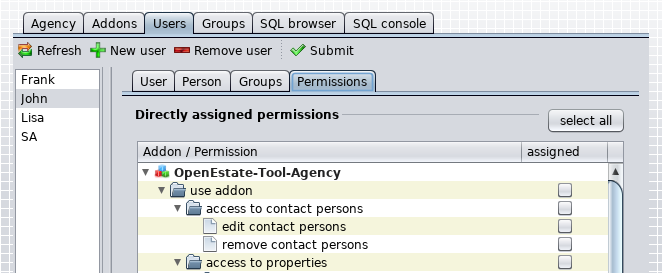 Agency Addons Users Groups SQL browser SQL console
Refresh New user Remove user Submit
Frank
John
Lisa
SA
User Person Groups Permissions
Directly assigned permissions
select all
Addon / Permission assigned
OpenEstate-Tool-Agency
use addon
access to contact persons
edit contact persons
remove contact persons
access to properties